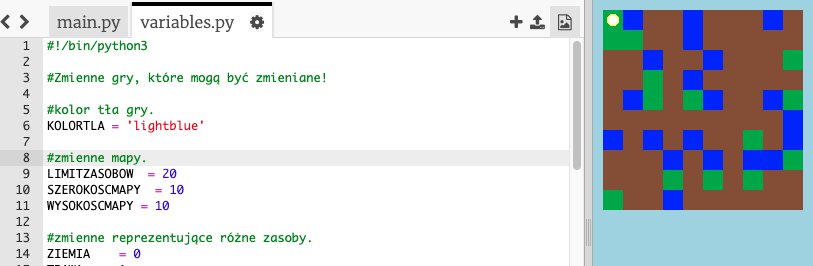 main.py variables.py
1 #!/bin/python3
2
3 #Zmienne gry, które mogą być zmieniane!
4
5 #kolor tła gry.
6 KOLORTLA = 'lightblue'
7
8 #zmienne mapy.
9 LIMITZASOBOW = 20
10 SZEROKOSCMAPY = 10
11 WYSOKOSCMAPY = 10
12
13 #zmienne reprezentujące różne zasoby.
14 ZIEMIA = 0